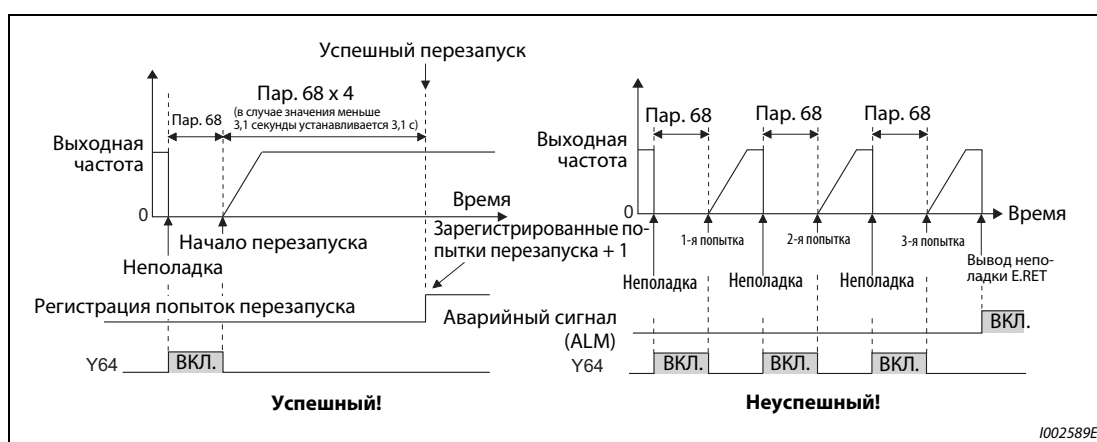 Успешный перезапуск
Пар. 68 x 4
(в случае значения меньше
3,1 секунды устанавливается 3,1 с)
Пар. 68
Выходная
частота
0
Время
Начало перезапуска
Неполадка
Зарегистрированные по-
пытки перезапуска + 1
Регистрация попыток перезапуска
Y64
ВКЛ.
Успешный!
Пар. 68
Пар. 68
Пар. 68
Выходная
частота
0
Время
1-я попытка
2-я попытка
3-я попытка
Неполадка
Неполадка
Неполадка
Вывод непо-
ладки E.RET
Аварийный сигнал
(ALM)
ВКЛ.
Y64
ВКЛ.
ВКЛ.
ВКЛ.
Неуспешный!
I002589E